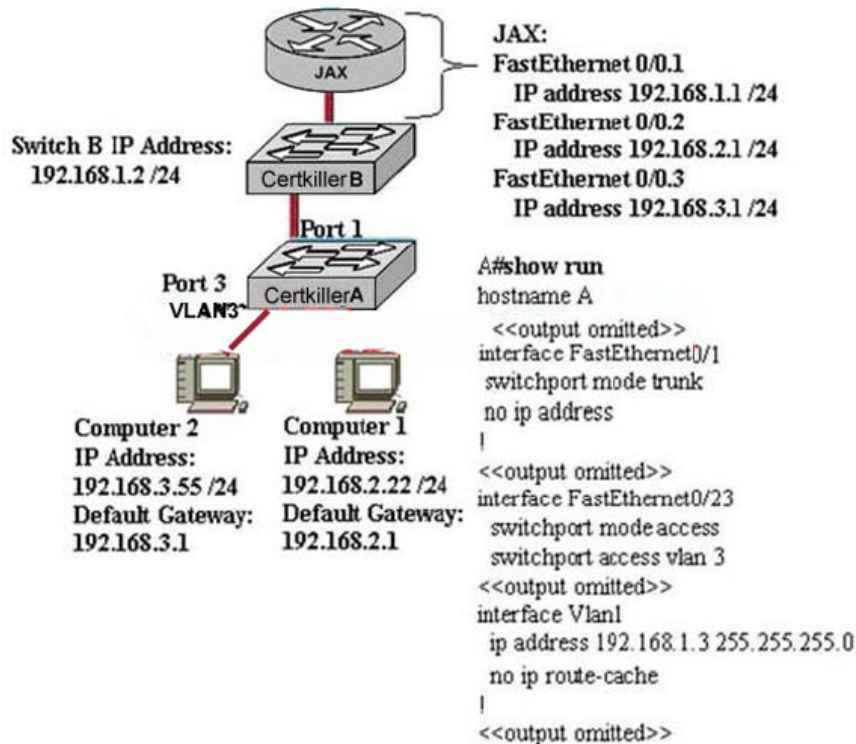 JAX
JAX:
FastEthernet 0/0.1
IP address 192.168.1.1 /24
FastEthernet 0/0.2
IP address 192.168.2.1 /24
FastEthernet 0/0.3
IP address 192.168.3.1 /24
Switch B IP Address:
192.168.1.2 /24
Certkiller B
Port 1
Port 3
VLAN3
Certkiller A
Computer 2
IP Address:
192.168.3.55 /24
Default Gateway:
192.168.3.1
Computer 1
IP Address:
192.168.2.22 /24
Default Gateway:
192.168.2.1
A#show run
hostname A
<<output omitted>>
interface FastEthernet0/1
switchport mode trunk
no ip address
!
<<output omitted>>
interface FastEthernet0/23
switchport mode access
switchport access vlan 3
<<output omitted>>
interface Vlan1
ip address 192.168.1.3 255.255.255.0
no ip route-cache
!
<<output omitted>>